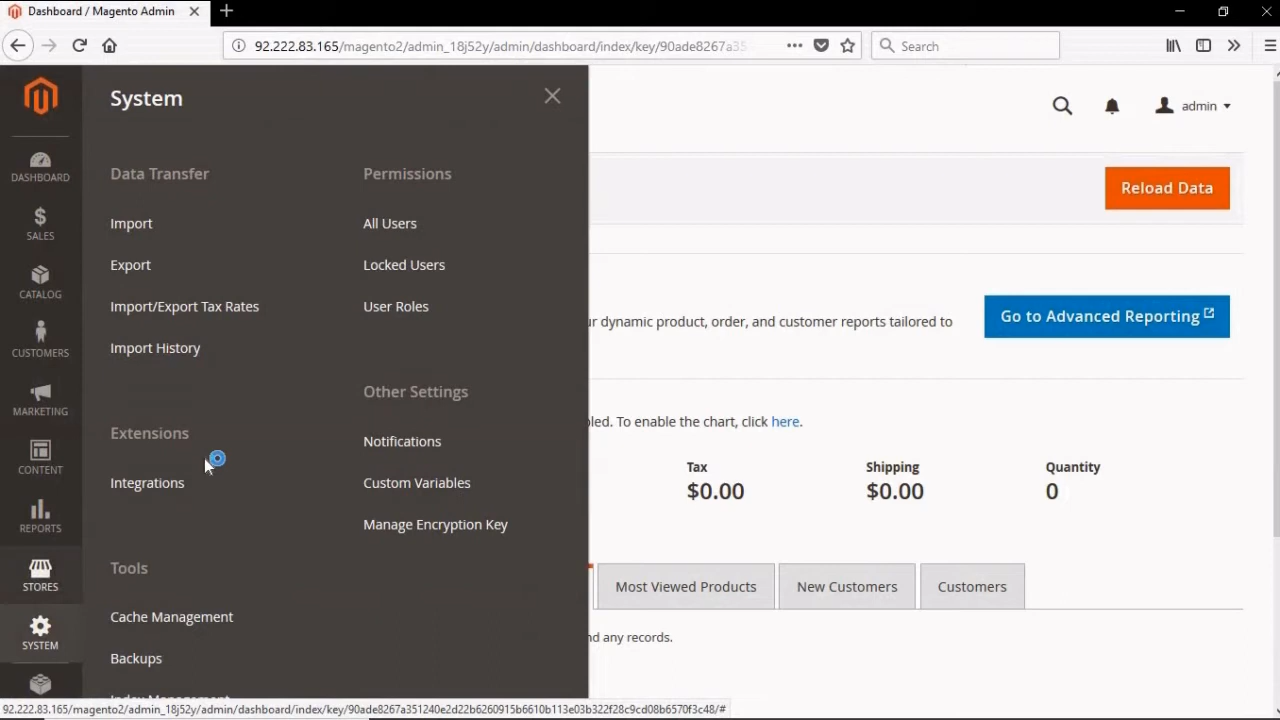 Dashboard / Magento Admin
92.222.83.165/magento2/admin_18j52y/admin/dashboard/index/key/90ade8267a35
Search
System
admin
Data Transfer
Permissions
DASHBOARD
Import
All Users
Reload Data
SALES
Export
Locked Users
CATALOG
Import/Export Tax Rates
User Roles
ur dynamic product, order, and customer reports tailored to
Go to Advanced Reporting
CUSTOMERS
Import History
MARKETING
Other Settings
bled. To enable the chart, click here.
Extensions
Notifications
CONTENT
Integrations
Custom Variables
Tax
$0.00
Shipping
$0.00
Quantity
0
REPORTS
Manage Encryption Key
STORES
Tools
Most Viewed Products
New Customers
Customers
Cache Management
SYSTEM
nd any records.
Backups
Index Management
92.222.83.165/magento2/admin_18j52y/admin/dashboard/index/key/90ade8267a351240e2d22b6260915b6610b113e03b322f28c9cd08b6570f3c48/#